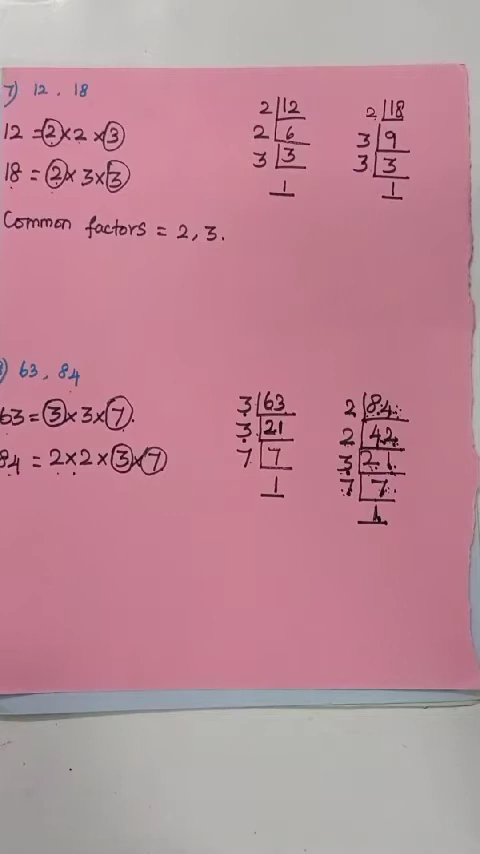 7) 12, 18
12 = 2 × 2 × 3
18 = 2 × 3 × 3
2 | 12
2 | 6
3 | 3
1
2 | 18
3 | 9
3 | 3
1
Common factors = 2, 3.
8) 63, 84
63 = 3 × 3 × 7.
84 = 2 × 2 × 3 × 7
3 | 63
3 | 21
7 | 7
1
2 | 84
2 | 42
3 | 21
7 | 7
1